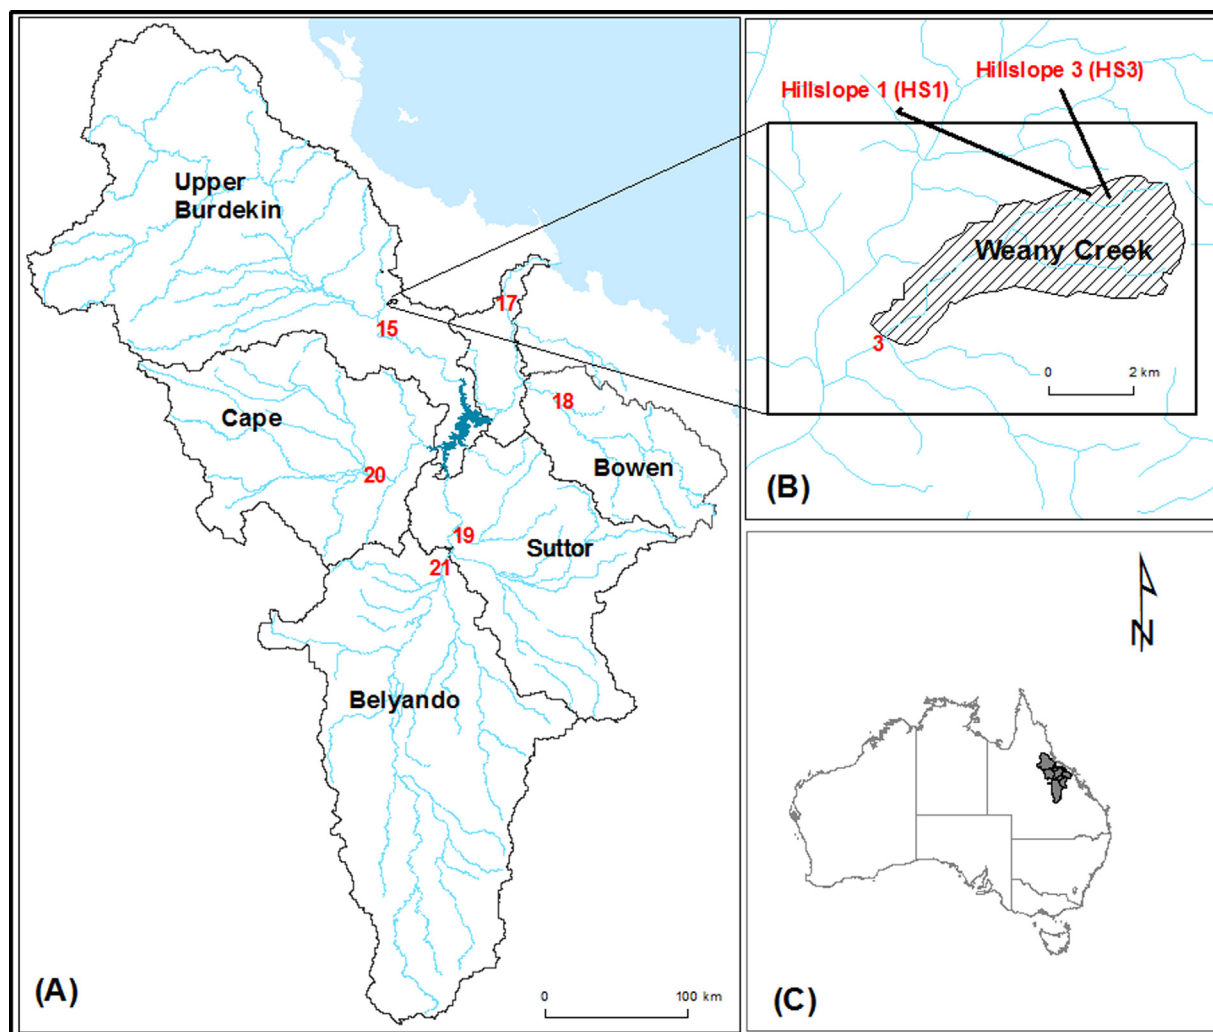 Upper
Burdekin
15
17
Cape
18
20
Bowen
19
Suttor
21
Belyando
(A)
0 100 km
Hillslope 3 (HS3)
Hillslope 1 (HS1)
Weany Creek
3
0 2 km
(B)
N
(C)